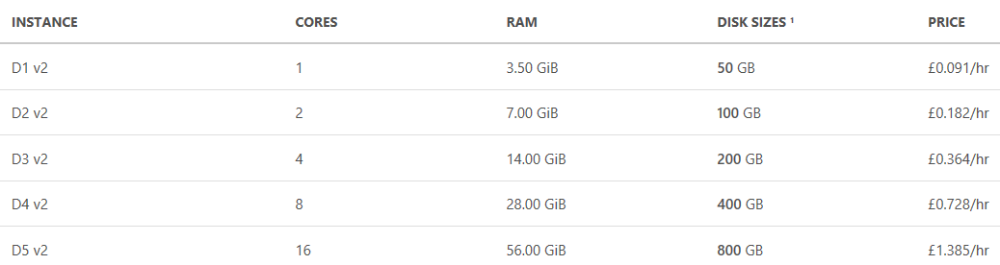 INSTANCE CORES RAM DISK SIZES ¹ PRICE
D1 v2 1 3.50 GiB 50 GB £0.091/hr
D2 v2 2 7.00 GiB 100 GB £0.182/hr
D3 v2 4 14.00 GiB 200 GB £0.364/hr
D4 v2 8 28.00 GiB 400 GB £0.728/hr
D5 v2 16 56.00 GiB 800 GB £1.385/hr